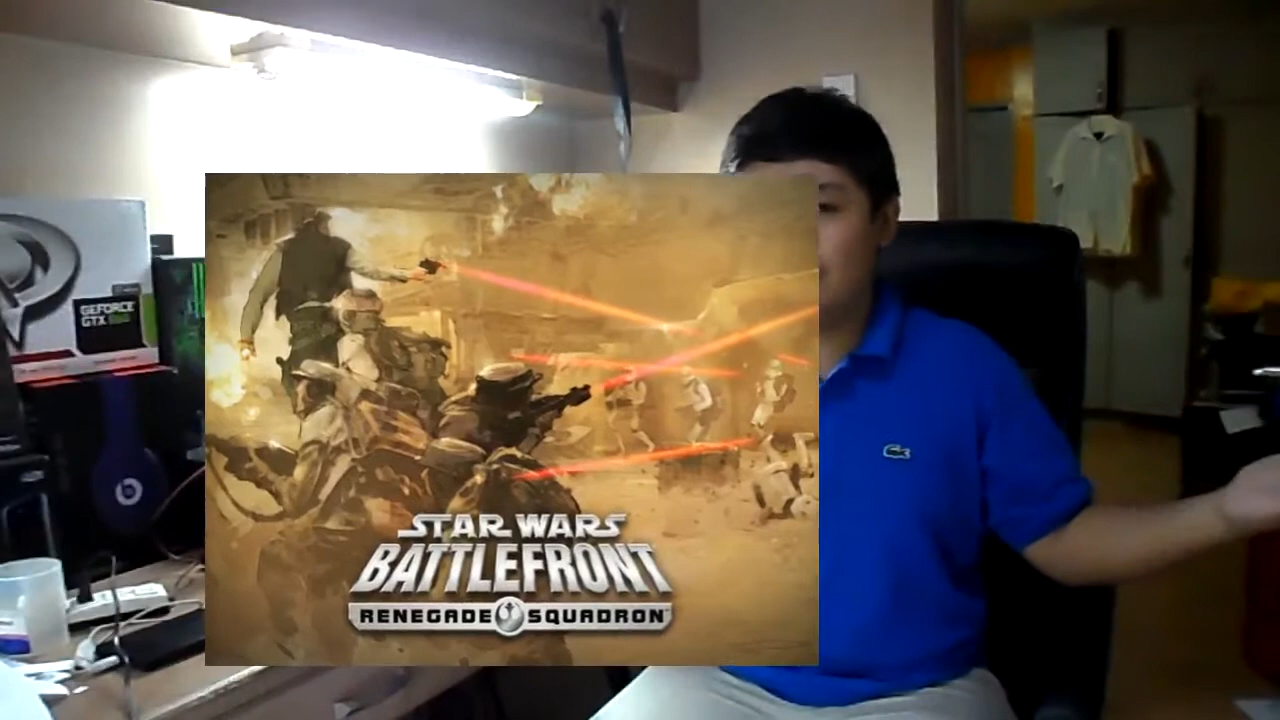 GEFORCE
GTX
STAR WARS
BATTLEFRONT
RENEGADE SQUADRON